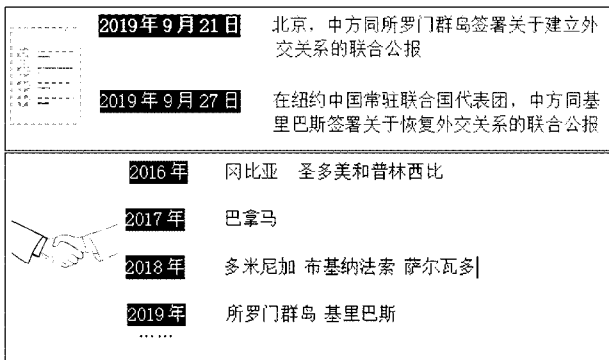 2019年9月21日 北京，中方同所罗门群岛签署关于建立外
交关系的联合公报
2019年9月27日 在纽约中国常驻联合国代表团，中方同基
里巴斯签署关于恢复外交关系的联合公报
2016年 冈比亚 圣多美和普林西比
2017年 巴拿马
2018年 多米尼加 布基纳法索 萨尔瓦多
2019年 所罗门群岛 基里巴斯
……